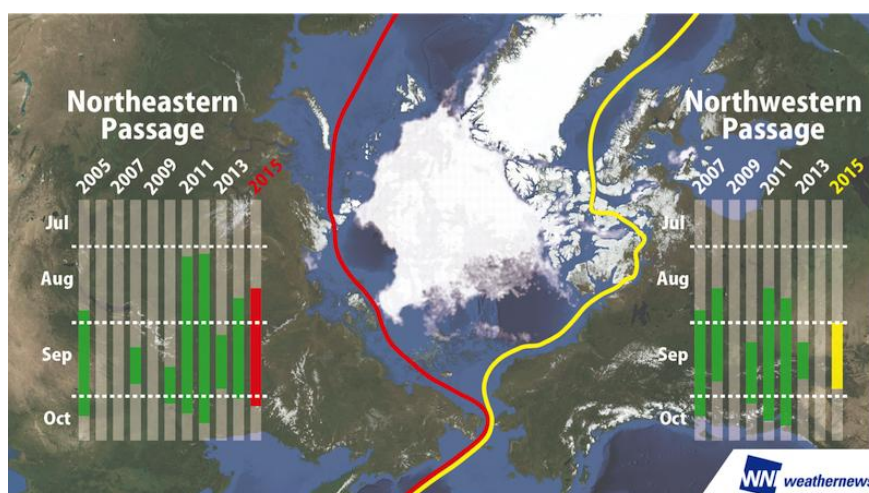 Northeastern
Passage
2005
2007
2009
2011
2013
2015
Jul
Aug
Sep
Oct
Northwestern
Passage
2007
2009
2011
2013
2015
Jul
Aug
Sep
Oct
WNI weathernews